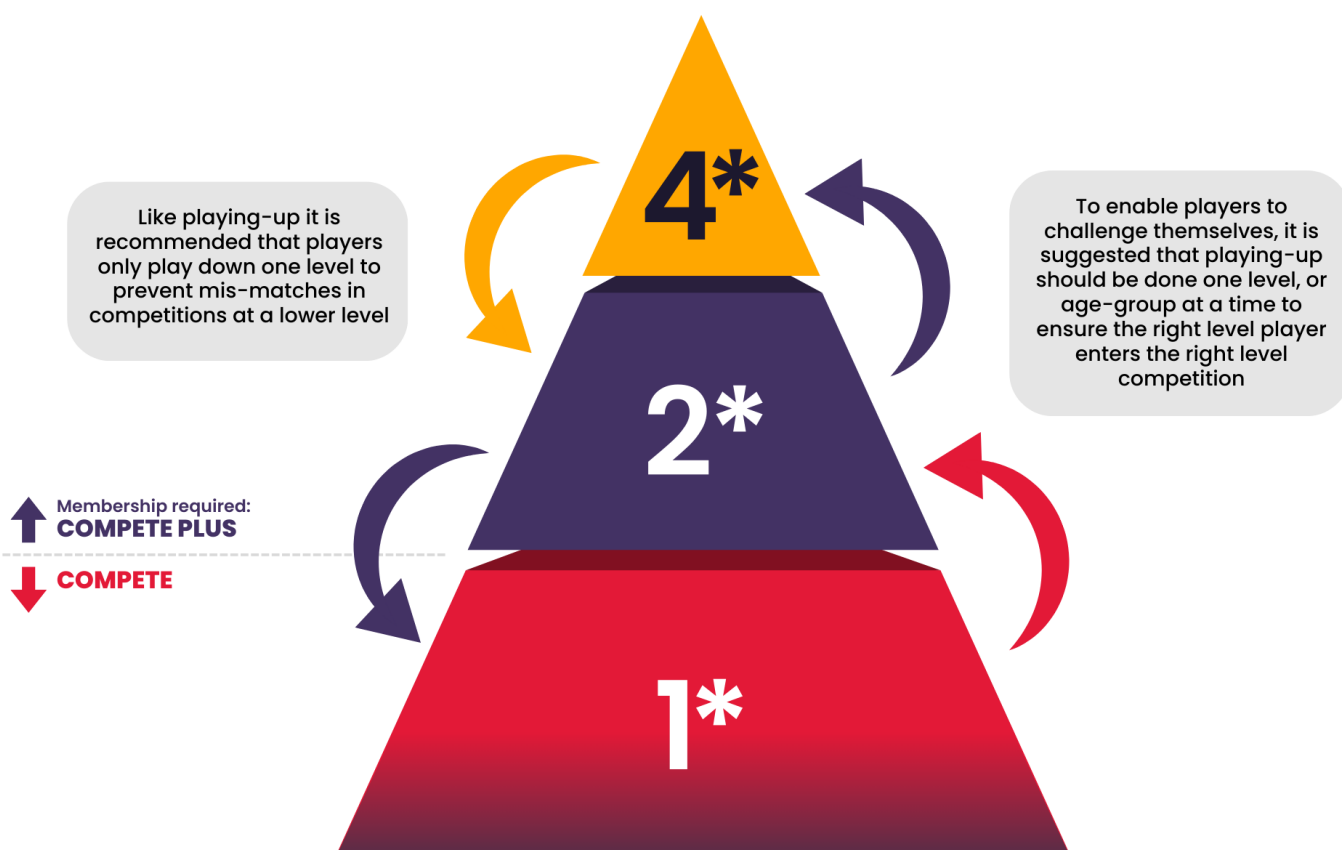 4*
Like playing-up it is
recommended that players
only play down one level to
prevent mis-matches in
competitions at a lower level
To enable players to
challenge themselves, it is
suggested that playing-up
should be done one level, or
age-group at a time to
ensure the right level player
enters the right level
competition
2*
Membership required:
COMPETE PLUS
COMPETE
1*